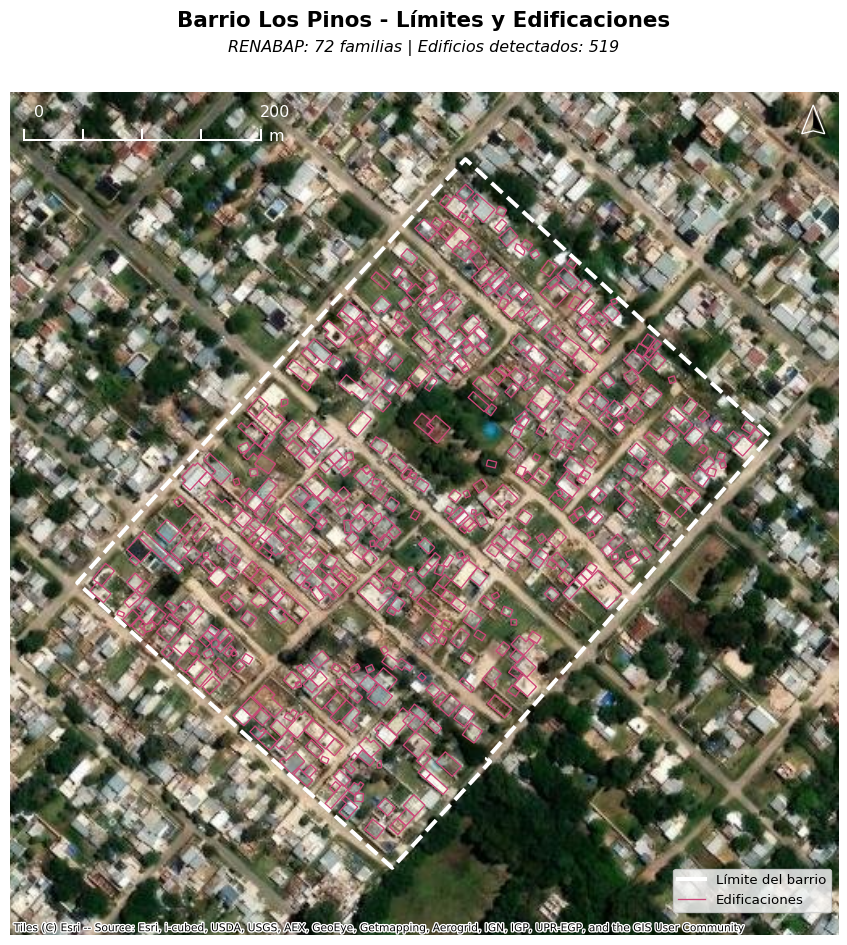 Barrio Los Pinos - Límites y Edificaciones
RENABAP: 72 familias | Edificios detectados: 519
0 200
m
Límite del barrio
Edificaciones
Tiles (C) Esri -- Source: Esri, i-cubed, USDA, USGS, AEX, GeoEye, Getmapping, Aerogrid, IGN, IGP, UPR-EGP, and the GIS User Community